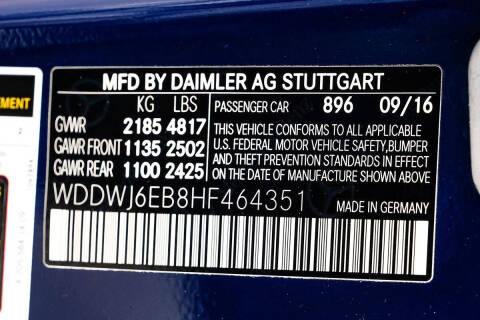 EMENT
MFD BY DAIMLER AG STUTTGART
KG LBS
PASSENGER CAR 896 09/16
GVWR 2185 4817
GAWR FRONT 1135 2502
GAWR REAR 1100 2425
THIS VEHICLE CONFORMS TO ALL APPLICABLE
U.S. FEDERAL MOTOR VEHICLE SAFETY, BUMPER
AND THEFT PREVENTION STANDARDS IN EFFECT
ON THE DATE OF MANUFACTURE SHOWN ABOVE
WDDWJ6EB8HF464351
MADE IN GERMANY